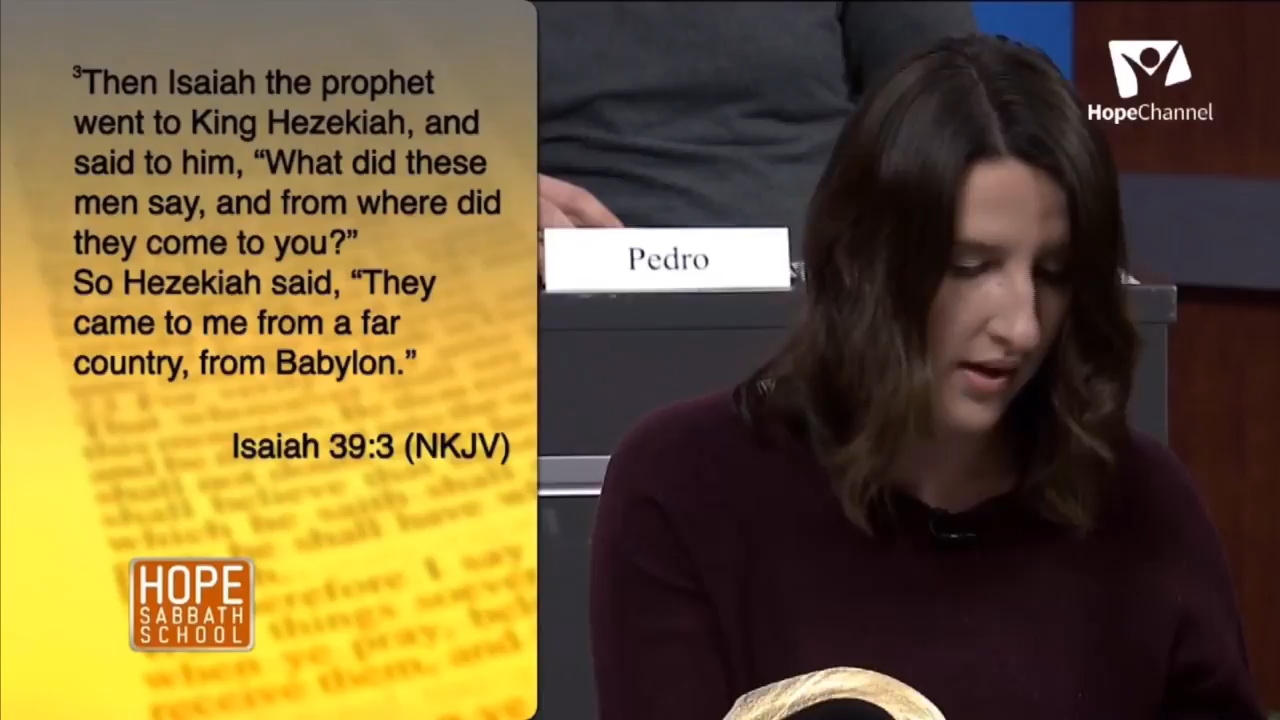 ³Then Isaiah the prophet
went to King Hezekiah, and
said to him, “What did these
men say, and from where did
they come to you?”
So Hezekiah said, “They
came to me from a far
country, from Babylon.”
Isaiah 39:3 (NKJV)
HOPE
SABBATH
SCHOOL
Pedro
HopeChannel